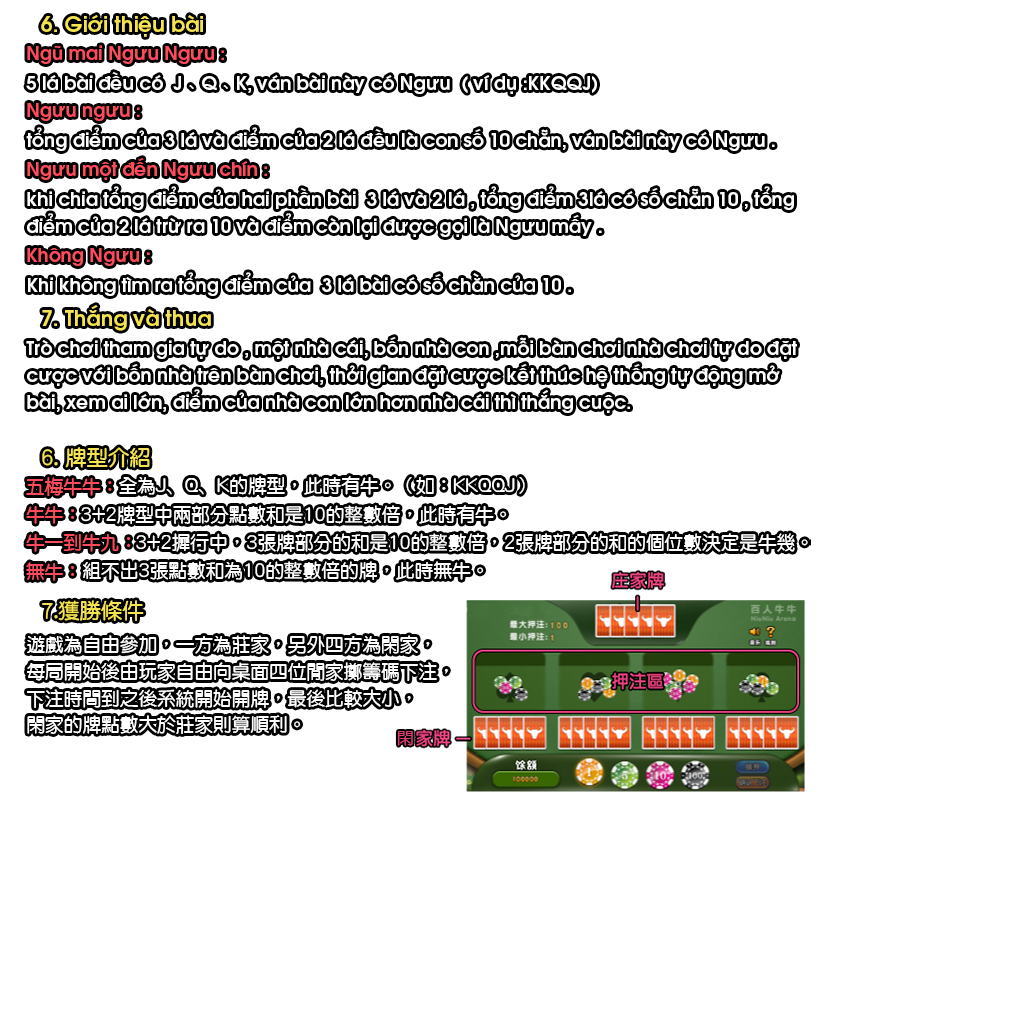 6. Giới thiệu bài
Ngũ mai Ngưu Ngưu :
5 lá bài đều có J、Q、K, ván bài này có Ngưu ( ví dụ :KKQQJ)
Ngưu ngưu :
tổng điểm của 3 lá và điểm của 2 lá đều là con số 10 chẵn, ván bài này có Ngưu .
Ngưu một đến Ngưu chín :
khi chia tổng điểm của hai phần bài 3 lá và 2 lá , tổng điểm 3lá có số chẵn 10 , tổng
điểm của 2 lá trừ ra 10 và điểm còn lại được gọi là Ngưu mấy .
Không Ngưu :
Khi không tìm ra tổng điểm của 3 lá bài có số chẵn của 10 .
7. Thắng và thua
Trò chơi tham gia tự do , một nhà cái, bốn nhà con ,mỗi bàn chơi nhà chơi tự do đặt
cược với bốn nhà trên bàn chơi, thời gian đặt cược kết thúc hệ thống tự động mở
bài, xem ai lớn, điểm của nhà con lớn hơn nhà cái thì thắng cuộc.
6. 牌型介紹
五梅牛牛：全為J、Q、K的牌型，此時有牛。（如：KKQQJ）
牛牛：3+2牌型中兩部分點數和是10的整數倍，此時有牛。
牛一到牛九：3+2擺行中，3張牌部分的和是10的整數倍，2張牌部分的和的個位數決定是牛幾。
無牛：組不出3張點數和為10的整數倍的牌，此時無牛。
7.獲勝條件
遊戲為自由參加，一方為莊家，另外四方為閑家，
每局開始後由玩家自由向桌面四位閒家擲籌碼下注，
下注時間到之後系統開始開牌，最後比較大小，
閑家的牌點數大於莊家則算順利。
庄家牌
最大押注:100
最小押注:1
百人牛牛
NiuNiu Arena
押注區
閑家牌
馀額
100000
1
5
10
100